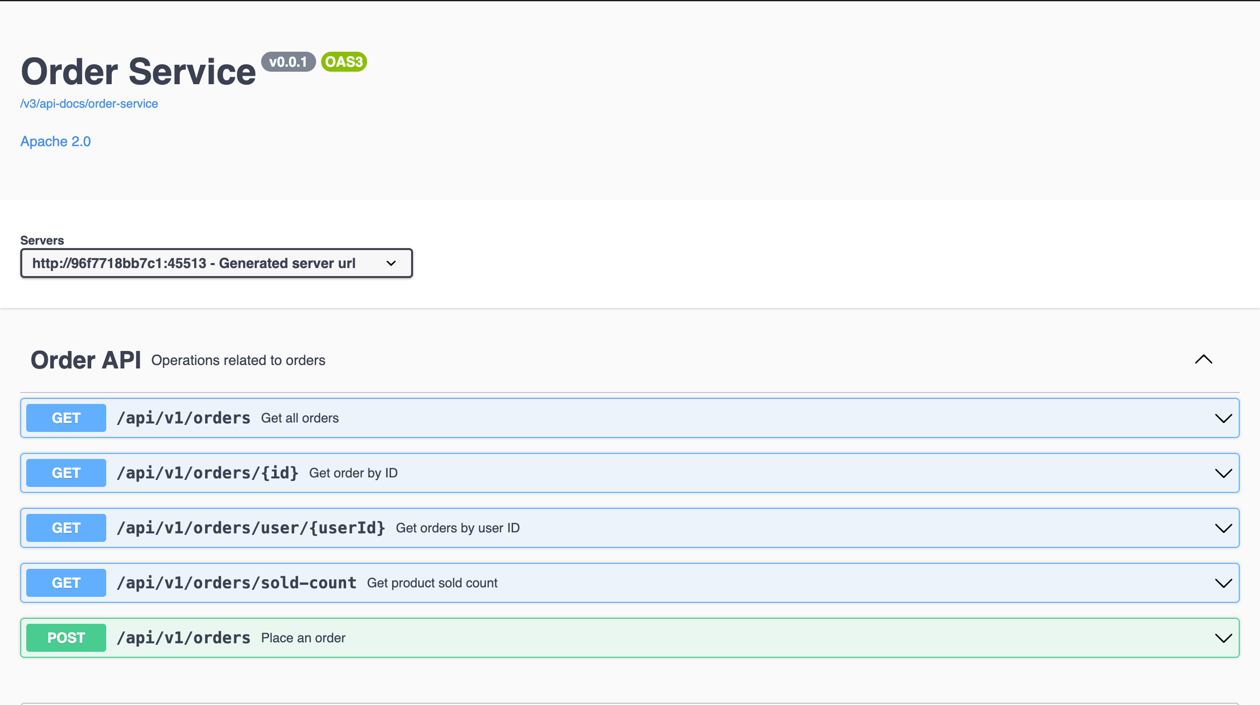 Order Service v0.0.1 OAS3
/v3/api-docs/order-service
Apache 2.0
Servers
http://96f7718bb7c1:45513 - Generated server url
Order API Operations related to orders
GET /api/v1/orders Get all orders
GET /api/v1/orders/{id} Get order by ID
GET /api/v1/orders/user/{userId} Get orders by user ID
GET /api/v1/orders/sold-count Get product sold count
POST /api/v1/orders Place an order